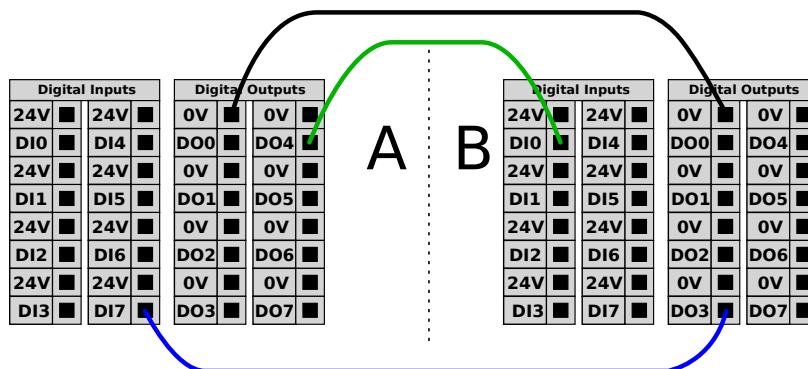 Digital Inputs Digital Outputs Digital Inputs Digital Outputs
24V 24V 0V 0V 24V 24V 0V 0V
DI0 DI4 DO0 DO4 A B DI0 DI4 DO0 DO4
24V 24V 0V 0V 24V 24V 0V 0V
DI1 DI5 DO1 DO5 DI1 DI5 DO1 DO5
24V 24V 0V 0V 24V 24V 0V 0V
DI2 DI6 DO2 DO6 DI2 DI6 DO2 DO6
24V 24V 0V 0V 24V 24V 0V 0V
DI3 DI7 DO3 DO7 DI3 DI7 DO3 DO7